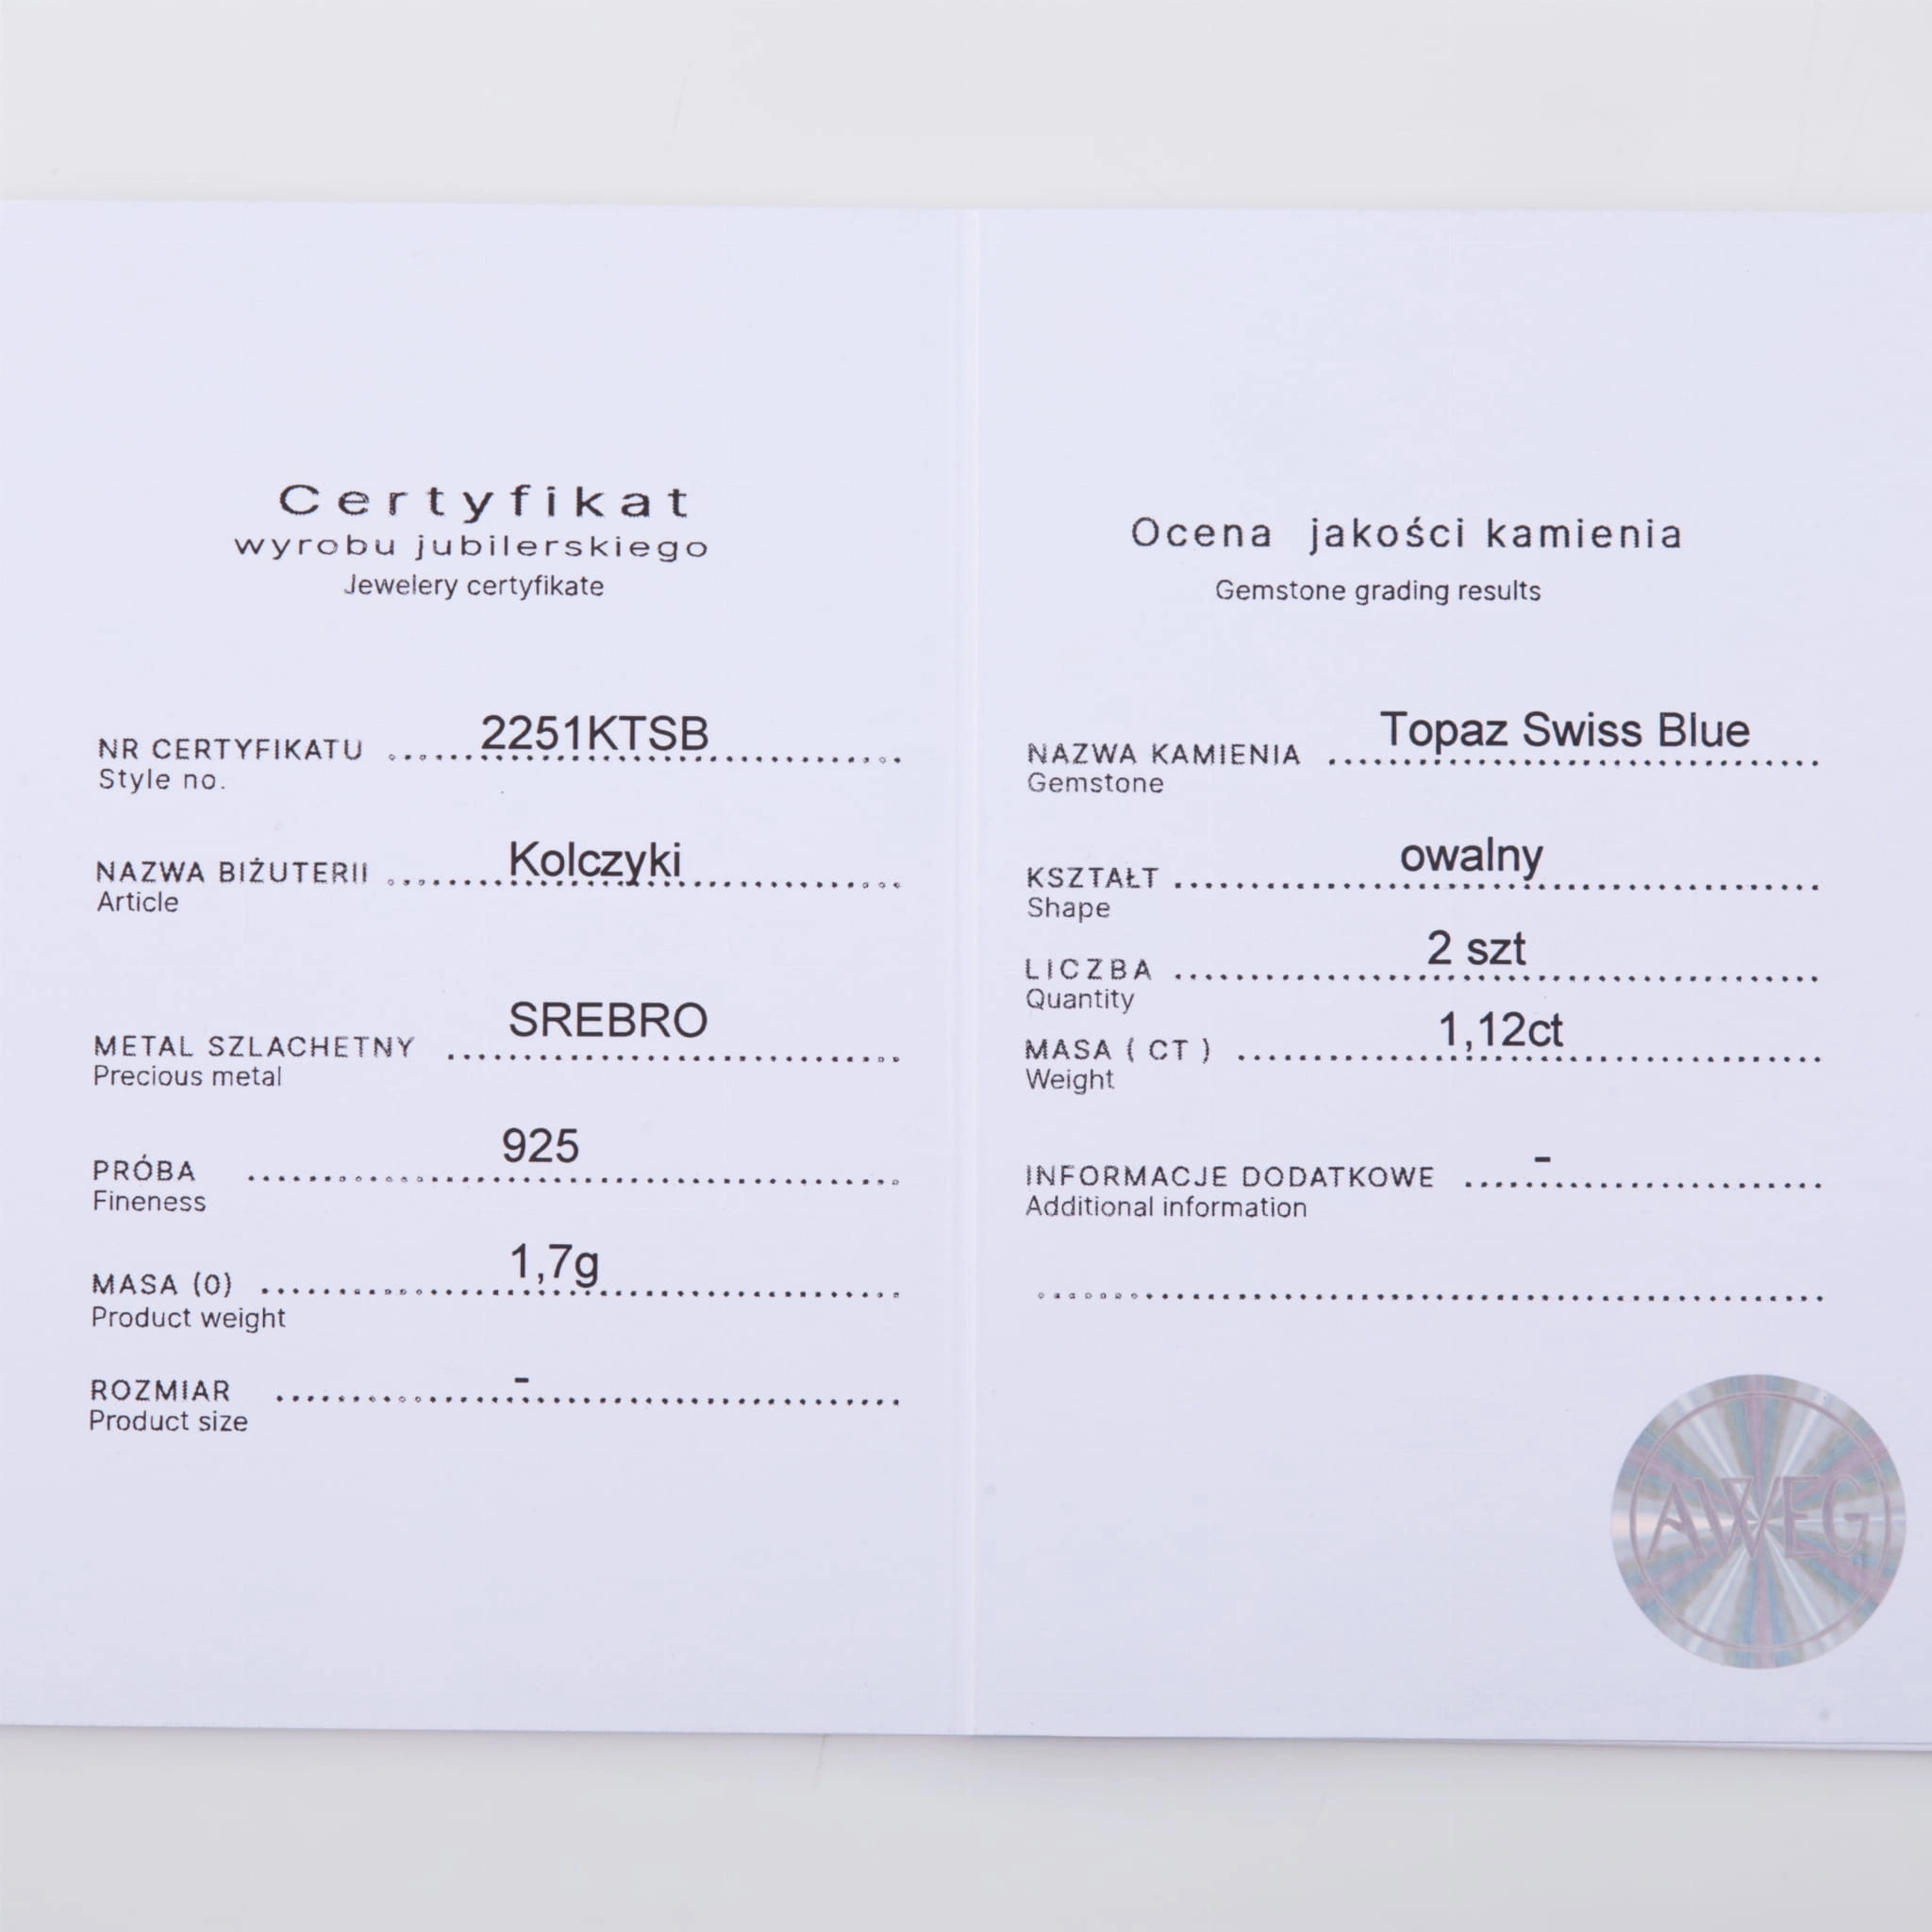 Certyfikat
wyrobu jubilerskiego
Jewelery certyfikate
NR CERTYFIKATU 2251KTSB
Style no.
NAZWA BIŻUTERII Kolczyki
Article
METAL SZLACHETNY SREBRO
Precious metal
PRÓBA 925
Fineness
MASA (0) 1,7g
Product weight
ROZMIAR -
Product size
Ocena jakości kamienia
Gemstone grading results
NAZWA KAMIENIA Topaz Swiss Blue
Gemstone
KSZTAŁT owalny
Shape
LICZBA 2 szt
Quantity
MASA ( CT ) 1,12ct
Weight
INFORMACJE DODATKOWE -
Additional information
AWEG